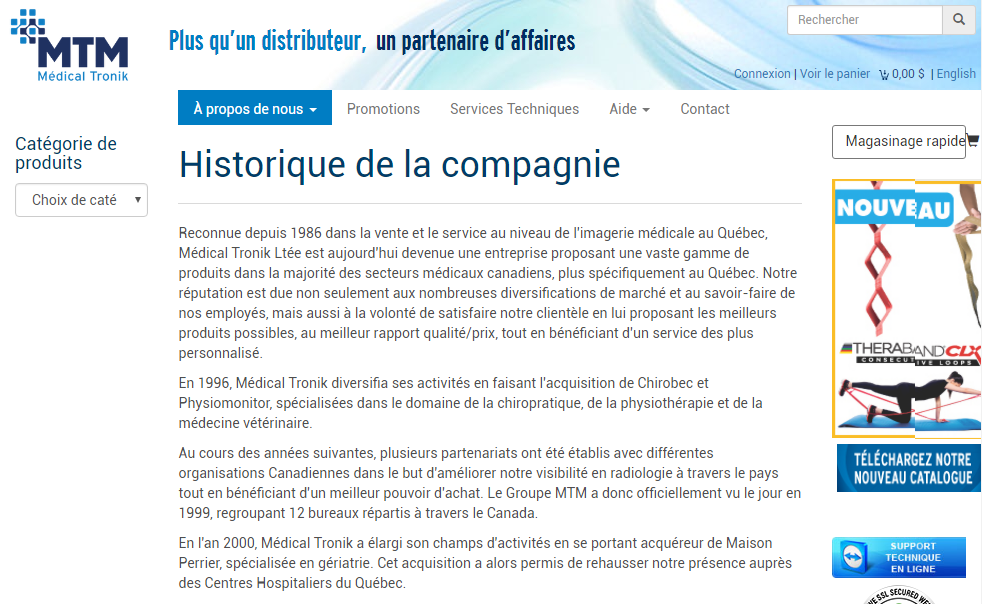 MTM
Médical Tronik
Plus qu'un distributeur, un partenaire d'affaires
Rechercher
Connexion | Voir le panier 0,00 $ | English
À propos de nous
Promotions
Services Techniques
Aide
Contact
Catégorie de
produits
Choix de caté
Magasinage rapide
Historique de la compagnie
Reconnue depuis 1986 dans la vente et le service au niveau de l'imagerie médicale au Québec,
Médical Tronik Ltée est aujourd'hui devenue une entreprise proposant une vaste gamme de
produits dans la majorité des secteurs médicaux canadiens, plus spécifiquement au Québec. Notre
réputation est due non seulement aux nombreuses diversifications de marché et au savoir-faire de
nos employés, mais aussi à la volonté de satisfaire notre clientèle en lui proposant les meilleurs
produits possibles, au meilleur rapport qualité/prix, tout en bénéficiant d'un service des plus
personnalisé.
En 1996, Médical Tronik diversifia ses activités en faisant l'acquisition de Chirobec et
Physiomonitor, spécialisées dans le domaine de la chiropratique, de la physiothérapie et de la
médecine vétérinaire.
Au cours des années suivantes, plusieurs partenariats ont été établis avec différentes
organisations Canadiennes dans le but d'améliorer notre visibilité en radiologie à travers le pays
tout en bénéficiant d'un meilleur pouvoir d'achat. Le Groupe MTM a donc officiellement vu le jour en
1999, regroupant 12 bureaux répartis à travers le Canada.
En l'an 2000, Médical Tronik a élargi son champs d'activités en se portant acquéreur de Maison
Perrier, spécialisée en gériatrie. Cet acquisition a alors permis de rehausser notre présence auprès
des Centres Hospitaliers du Québec.
NOUVEAU
THERABAND CLX
CONSECUTIVE LOOPS
TÉLÉCHARGEZ NOTRE
NOUVEAU CATALOGUE
SUPPORT
TECHNIQUE
EN LIGNE
SSL SECURED